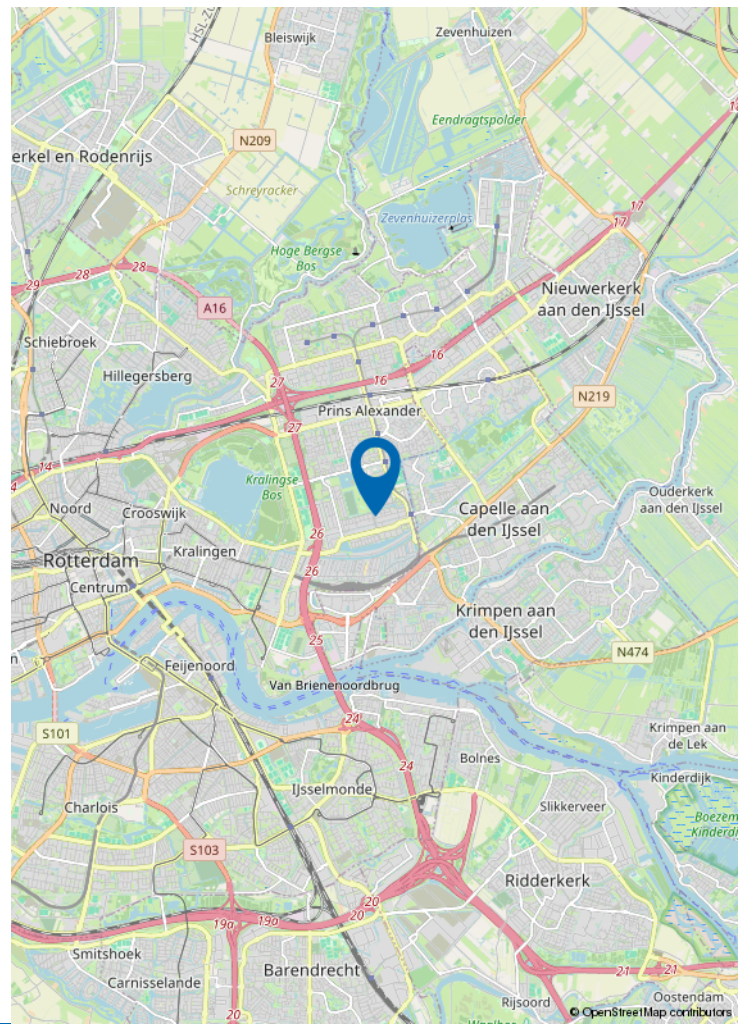 HSL-Zu
Bleiswijk
Zevenhuizen
Eendragtspolder
N209
erkel en Rodenrijs
Schreyracker
17
17
Zevenhuizerplas
Hoge Bergse
Bos
28
28
29
A16
Nieuwerkerk
aan den IJssel
Schiebroek
16
Hillegersberg
27
16
N219
Prins Alexander
27
14
Kralingse
Bos
Ouderkerk
aan den IJssel
Noord
Crooswijk
Capelle aan
den IJssel
26
Kralingen
Rotterdam
26
Centrum
Krimpen aan
den IJssel
25
N474
n
Feijenoord
Van Brienenoordbrug
24
S101
Krimpen aan
de Lek
24
Bolnes
Kinderdijk
IJsselmonde
Charlois
Slikkerveer
Boezem
Kinderdi
S103
Ridderkerk
20
19a
19a
20
Smitshoek
Barendrecht
21
21
Carnisselande
Oostendam
20
Rijsoord
© OpenStreetMap contributors